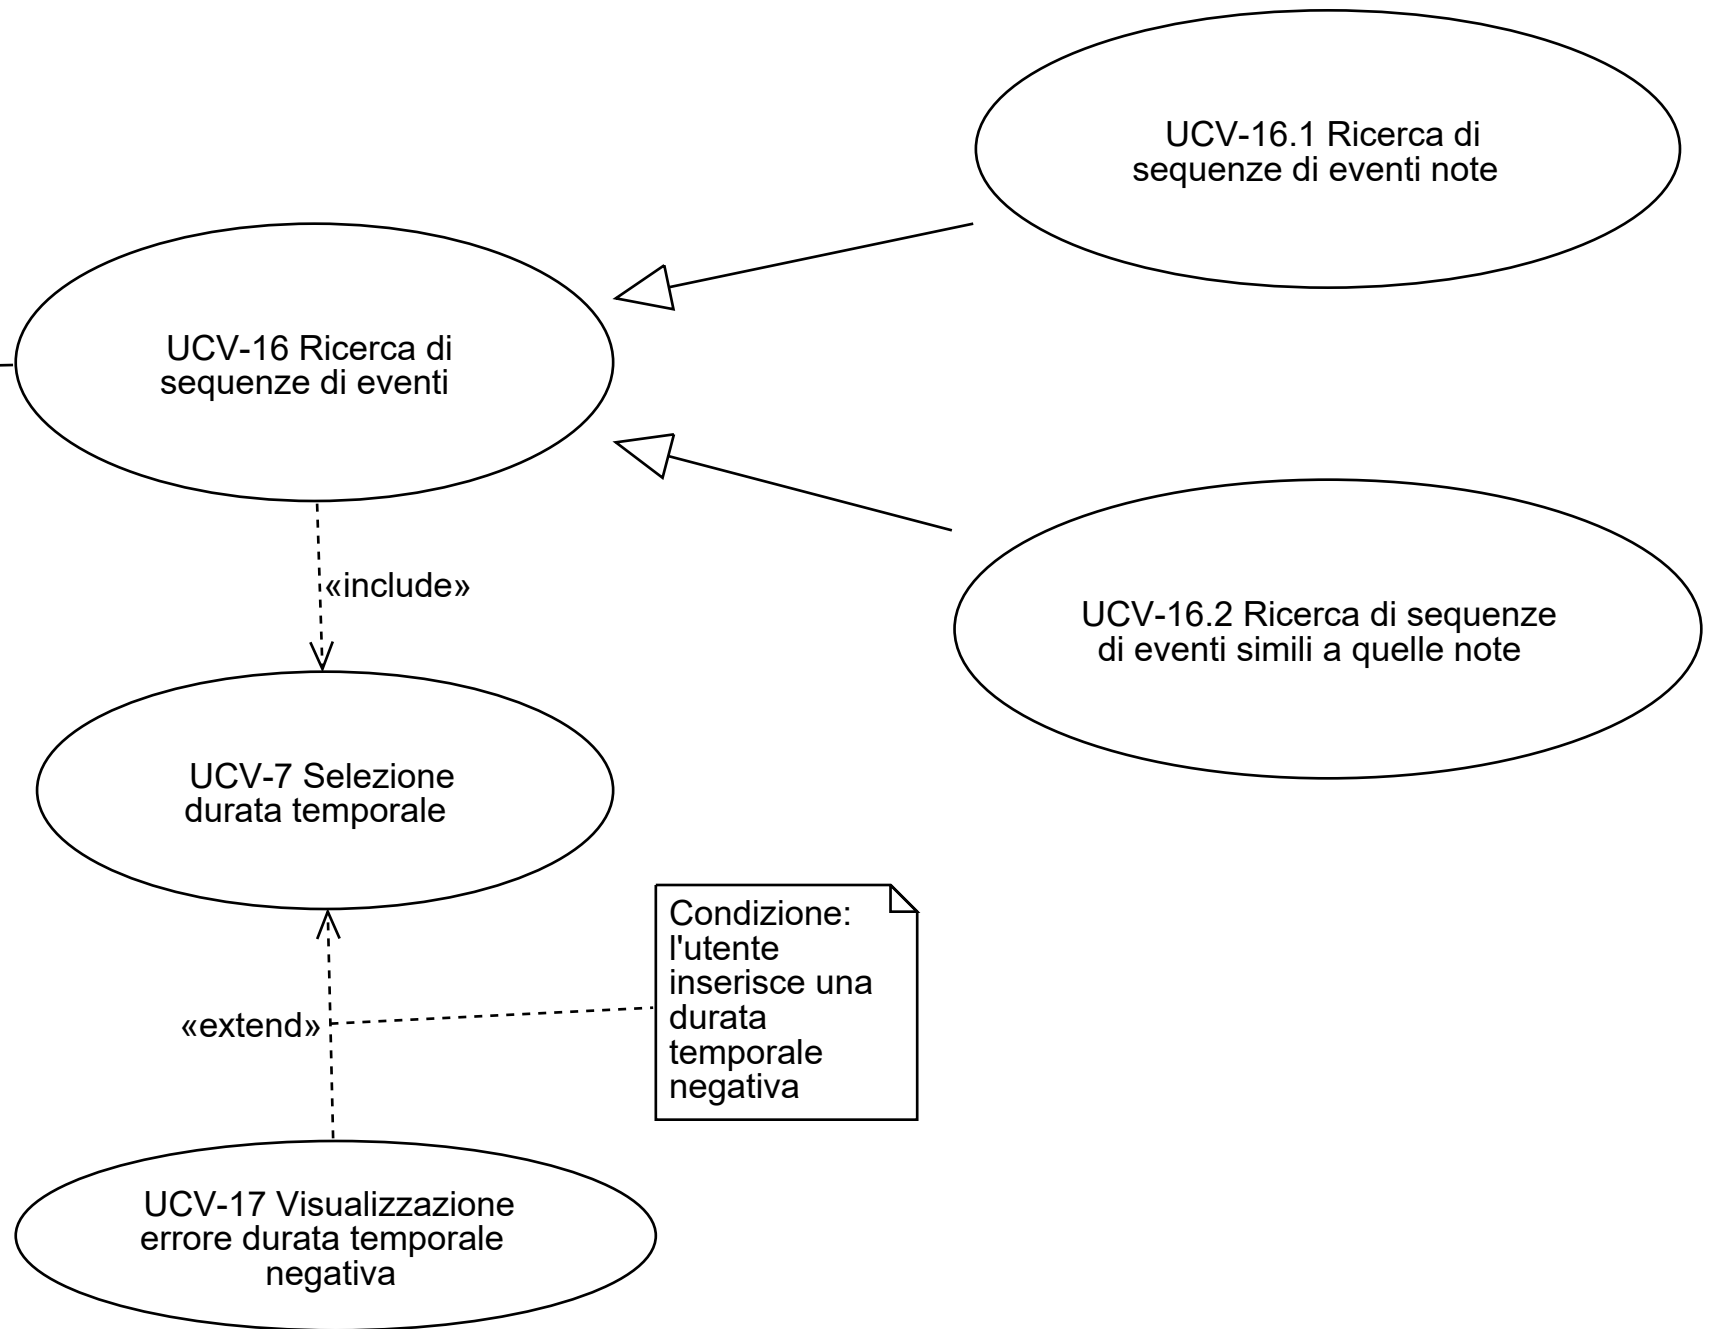 UCV-16.1 Ricerca di
sequenze di eventi note
UCV-16 Ricerca di
sequenze di eventi
«include»
UCV-16.2 Ricerca di sequenze
di eventi simili a quelle note
UCV-7 Selezione
durata temporale
Condizione:
l'utente
inserisce una
durata
temporale
negativa
«extend»
UCV-17 Visualizzazione
errore durata temporale
negativa